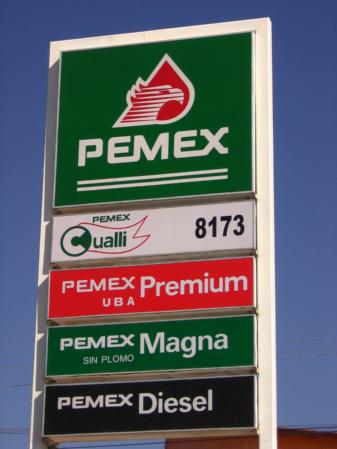 PEMEX
PEMEX
Cualli 8173
PEMEX Premium
UBA
PEMEX Magna
SIN PLOMO
PEMEX Diesel